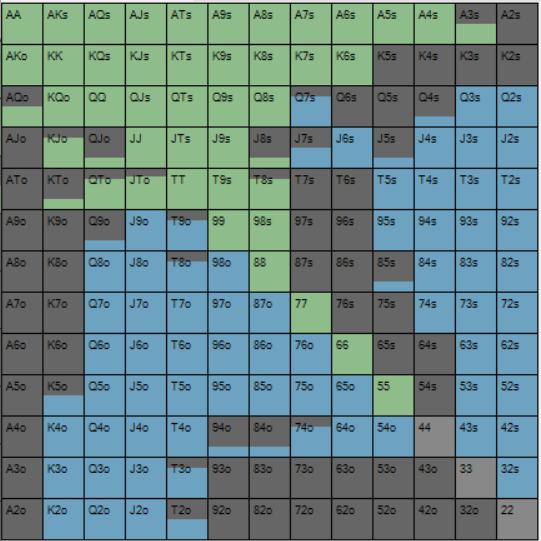 AA AKs AQs AJs ATs A9s A8s A7s A6s A5s A4s A3s A2s
AKo KK KQs KJs KTs K9s K8s K7s K6s K5s K4s K3s K2s
AQo KQo QQ QJs QTs Q9s Q8s Q7s Q6s Q5s Q4s Q3s Q2s
AJo KJo QJo JJ JTs J9s J8s J7s J6s J5s J4s J3s J2s
ATo KTo QTo JTo TT T9s T8s T7s T6s T5s T4s T3s T2s
A9o K9o Q9o J9o T9o 99 98s 97s 96s 95s 94s 93s 92s
A8o K8o Q8o J8o T8o 98o 88 87s 86s 85s 84s 83s 82s
A7o K7o Q7o J7o T7o 97o 87o 77 76s 75s 74s 73s 72s
A6o K6o Q6o J6o T6o 96o 86o 76o 66 65s 64s 63s 62s
A5o K5o Q5o J5o T5o 95o 85o 75o 65o 55 54s 53s 52s
A4o K4o Q4o J4o T4o 94o 84o 74o 64o 54o 44 43s 42s
A3o K3o Q3o J3o T3o 93o 83o 73o 63o 53o 43o 33 32s
A2o K2o Q2o J2o T2o 92o 82o 72o 62o 52o 42o 32o 22